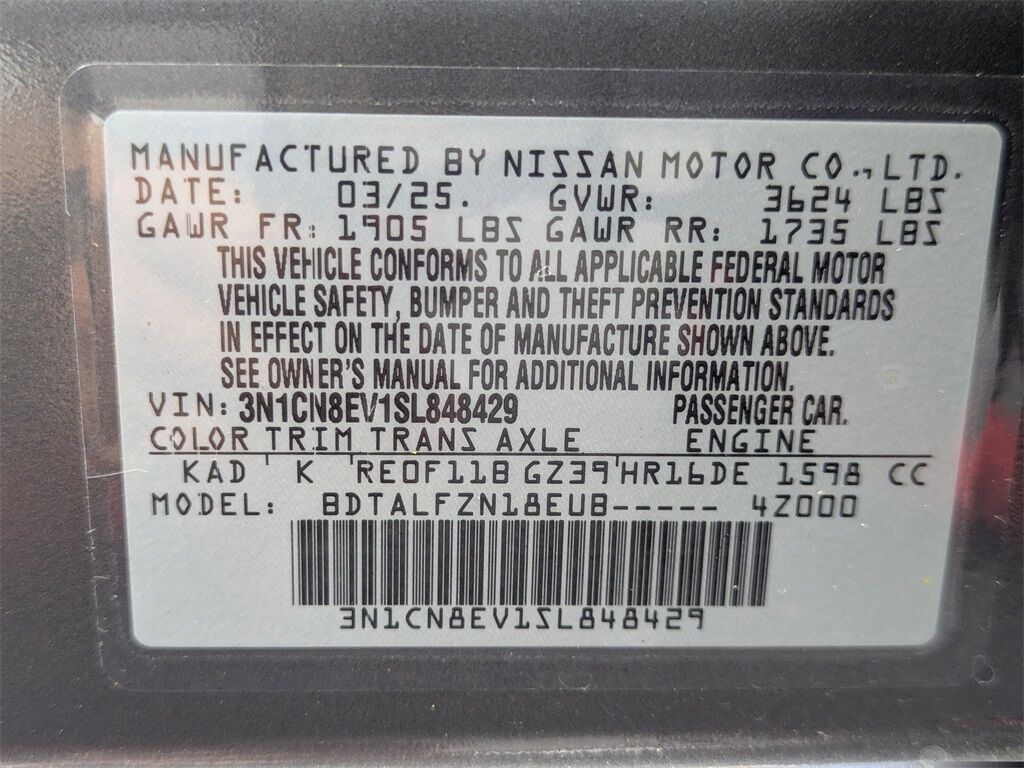 MANUFACTURED BY NISSAN MOTOR CO.,LTD.
DATE: 03/25. GVWR: 3624 LBS
GAWR FR: 1905 LBS GAWR RR: 1735 LBS
THIS VEHICLE CONFORMS TO ALL APPLICABLE FEDERAL MOTOR
VEHICLE SAFETY, BUMPER AND THEFT PREVENTION STANDARDS
IN EFFECT ON THE DATE OF MANUFACTURE SHOWN ABOVE.
SEE OWNER'S MANUAL FOR ADDITIONAL INFORMATION.
VIN: 3N1CN8EV1SL848429 PASSENGER CAR.
COLOR TRIM TRANS AXLE ENGINE
KAD K RE0F11B GZ39 HR16DE 1598 CC
MODEL: BDTALFZN18EUB----- 4Z000
3N1CN8EV1SL848429